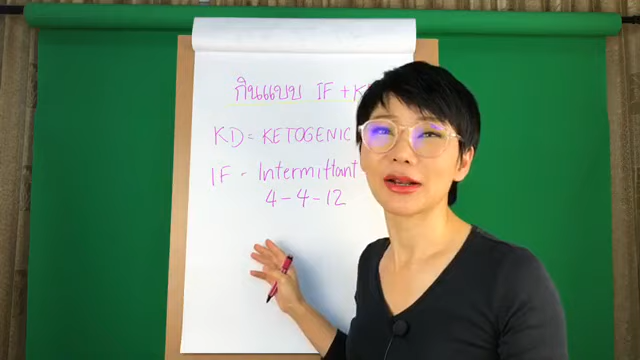 กินแบบ IF + K
KD = KETOGENIC
IF - Intermittant
4-4-12